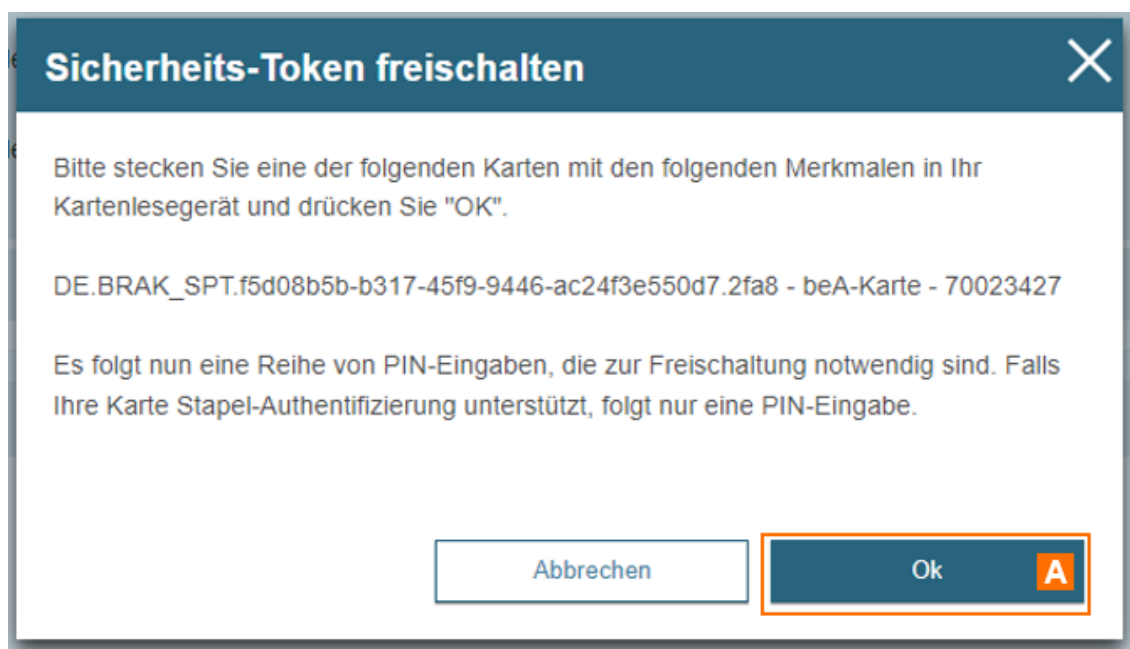 Sicherheits-Token freischalten
Bitte stecken Sie eine der folgenden Karten mit den folgenden Merkmalen in Ihr
Kartenlesegerät und drücken Sie "OK".
DE.BRAK_SPT.f5d08b5b-b317-45f9-9446-ac24f3e550d7.2fa8 - beA-Karte - 70023427
Es folgt nun eine Reihe von PIN-Eingaben, die zur Freischaltung notwendig sind. Falls
Ihre Karte Stapel-Authentifizierung unterstützt, folgt nur eine PIN-Eingabe.
Abbrechen
Ok A